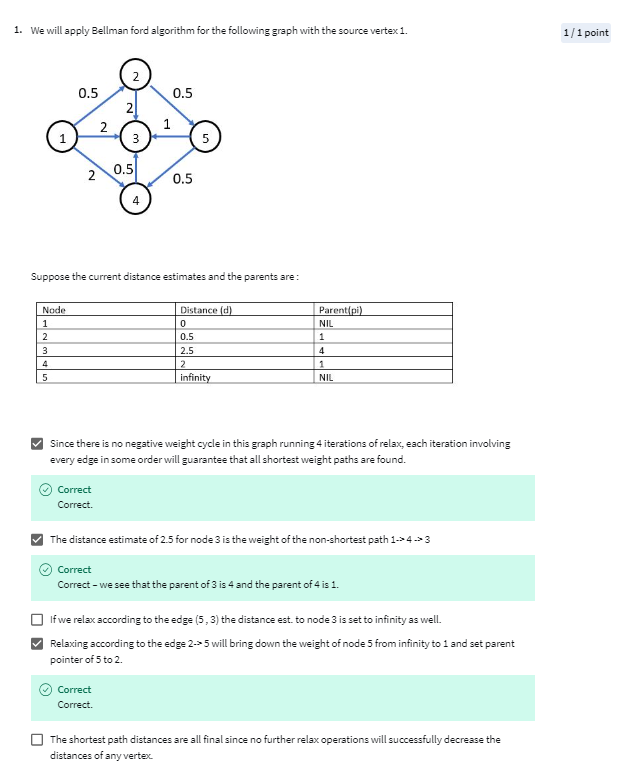 1. We will apply Bellman ford algorithm for the following graph with the source vertex 1.
1 / 1 point
2
0.5
0.5
2
2
1
1
3
5
2
0.5
0.5
4
Suppose the current distance estimates and the parents are :
Node Distance (d) Parent(pi)
1 0 NIL
2 0.5 1
3 2.5 4
4 2 1
5 infinity NIL
Since there is no negative weight cycle in this graph running 4 iterations of relax, each iteration involving
every edge in some order will guarantee that all shortest weight paths are found.
Correct
Correct.
The distance estimate of 2.5 for node 3 is the weight of the non-shortest path 1-> 4 -> 3
Correct
Correct – we see that the parent of 3 is 4 and the parent of 4 is 1.
If we relax according to the edge (5 , 3) the distance est. to node 3 is set to infinity as well.
Relaxing according to the edge 2-> 5 will bring down the weight of node 5 from infinity to 1 and set parent
pointer of 5 to 2.
Correct
Correct.
The shortest path distances are all final since no further relax operations will successfully decrease the
distances of any vertex.